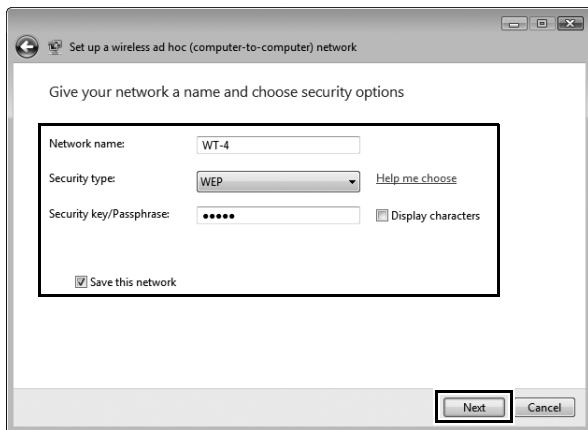 Set up a wireless ad hoc (computer-to-computer) network
Give your network a name and choose security options
Network name: WT-4
Security type: WEP Help me choose
Security key/Passphrase: ●●●●● Display characters
Save this network
Next Cancel